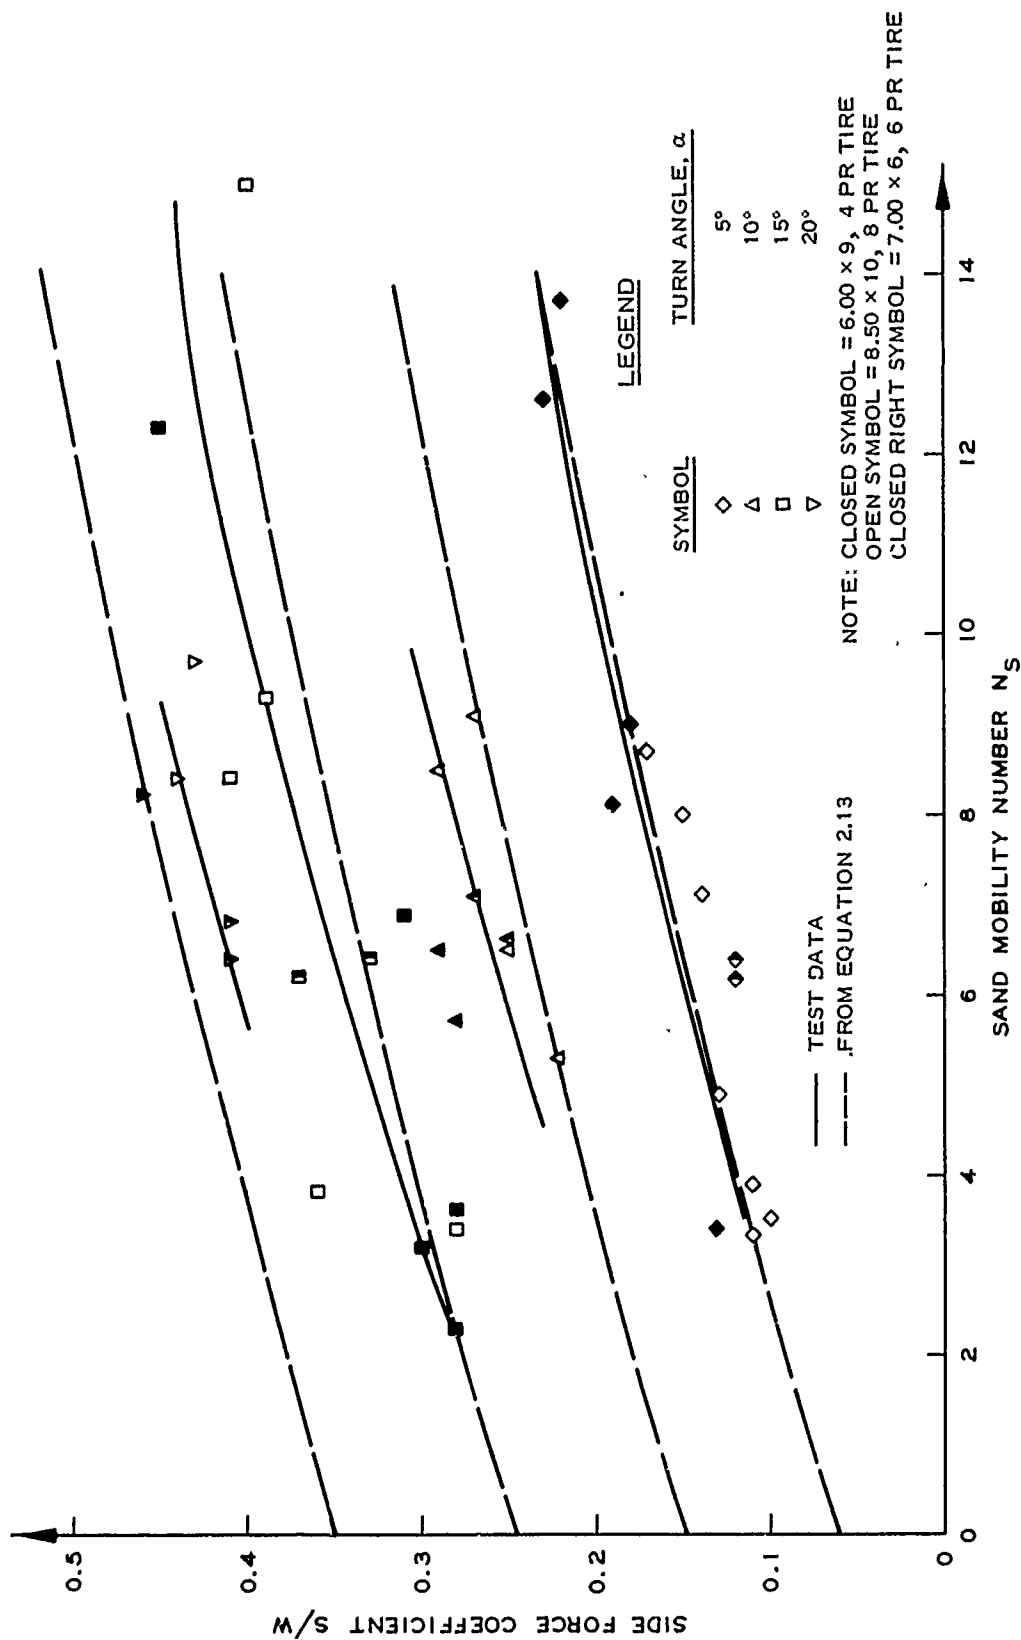 SIDE FORCE COEFFICIENT S/W
0.5
0.4
0.3
0.2
0.1
0
0
2
4
6
8
10
12
14
SAND MOBILITY NUMBER NS
TEST DATA
FROM EQUATION 2.13
LEGEND
SYMBOL
TURN ANGLE, α
5°
10°
15°
20°
NOTE: CLOSED SYMBOL = 6.00 × 9, 4 PR TIRE
OPEN SYMBOL = 8.50 × 10, 8 PR TIRE
CLOSED RIGHT SYMBOL = 7.00 × 6, 6 PR TIRE